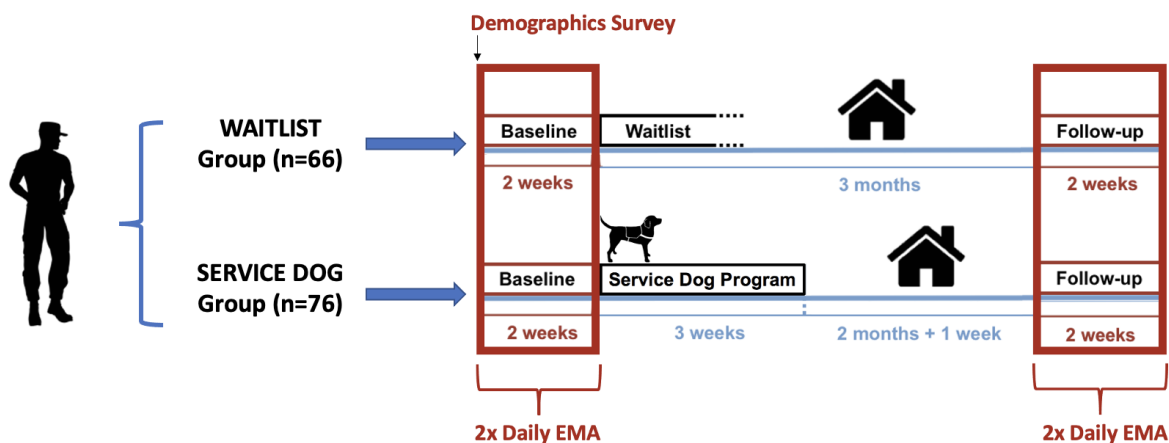 Demographics Survey
WAITLIST
Group (n=66)
Baseline
Waitlist
Follow-up
2 weeks
3 months
2 weeks
SERVICE DOG
Group (n=76)
Baseline
Service Dog Program
Follow-up
2 weeks
3 weeks
2 months + 1 week
2 weeks
2x Daily EMA
2x Daily EMA